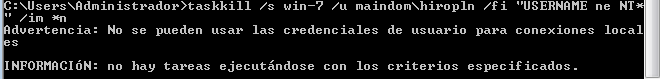 C:\Users\Administrador>taskkill /s win-7 /u maindom\hiropln /fi "USERNAME ne NT*
" /im *n
Advertencia: No se pueden usar las credenciales de usuario para conexiones local
es

INFORMACIÓN: no hay tareas ejecutándose con los criterios especificados.